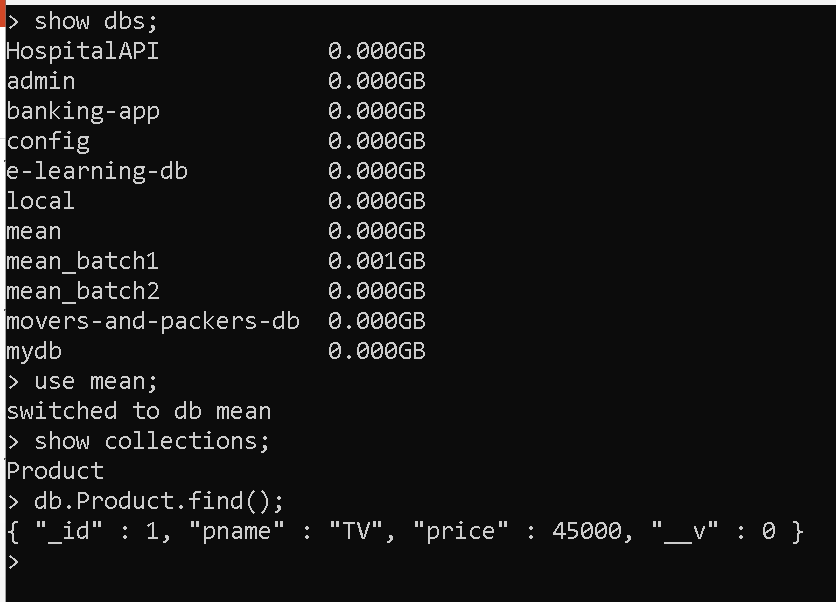 > show dbs;
HospitalAPI            0.000GB
admin                  0.000GB
banking-app            0.000GB
config                 0.000GB
e-learning-db          0.000GB
local                  0.000GB
mean                   0.000GB
mean_batch1            0.001GB
mean_batch2            0.000GB
movers-and-packers-db  0.000GB
mydb                   0.000GB
> use mean;
switched to db mean
> show collections;
Product
> db.Product.find();
{ "_id" : 1, "pname" : "TV", "price" : 45000, "__v" : 0 }
>